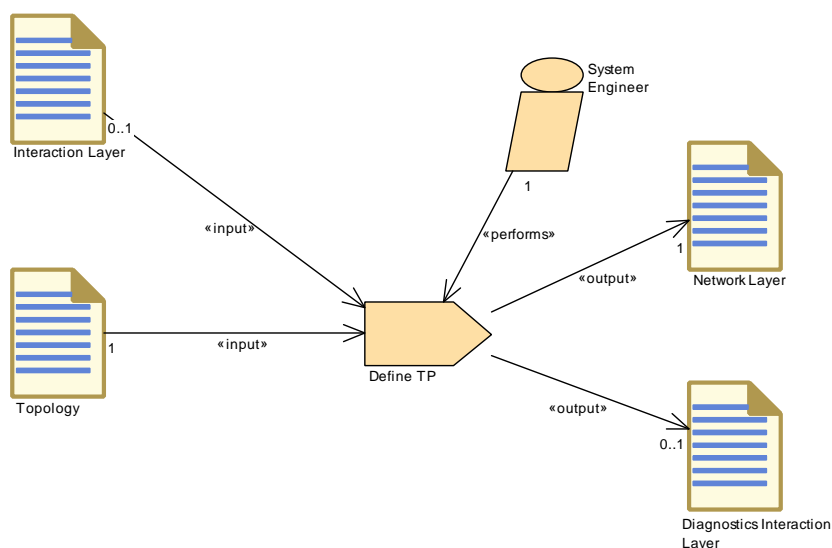 System
Engineer
0..1
Interaction Layer
1
«input»
«performs»
1
Network Layer
«output»
1
«input»
Define TP
Topology
«output»
0..1
Diagnostics Interaction
Layer